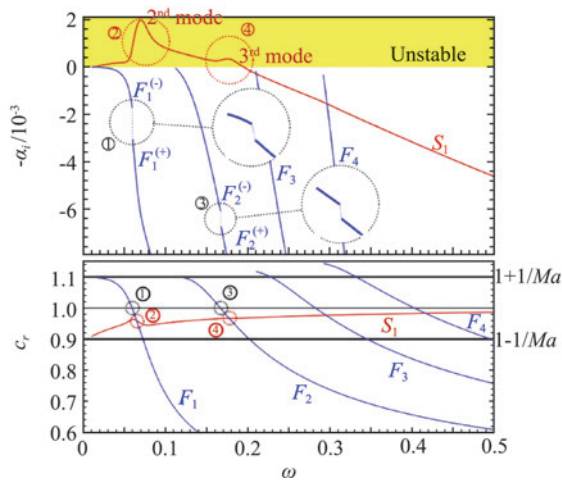 2nd mode
② ④
3rd mode
Unstable
0
-2
-4
-6
-αi/10-3
F1(-)
①
F1(+)
F2(-)
③
F2(+)
F3
F4
S1
1.1
1.0
0.9
0.8
0.7
0.6
cr
① ③
② ④
S1
F1
F2
F3
F4
1+1/Ma
1-1/Ma
0 0.1 0.2 0.3 0.4 0.5
ω